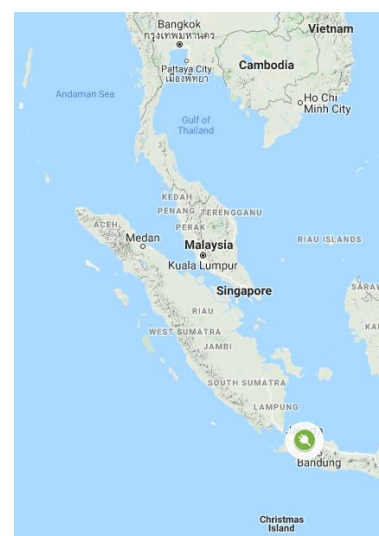 Bangkok
กรุงเทพมหานคร
Vietnam
Pattaya City
เมืองพัทยา
Cambodia
Andaman Sea
Ho Chi
Minh City
Gulf of
Thailand
KEDAH
PENANG
TERENGGANU
ACEH
PERAK
Medan
Malaysia
RIAU ISLANDS
Kuala Lumpur
Singapore
RIAU
WEST SUMATRA
JAMBI
SOUTH SUMATRA
LAMPUNG
Bandung
Christmas
Island